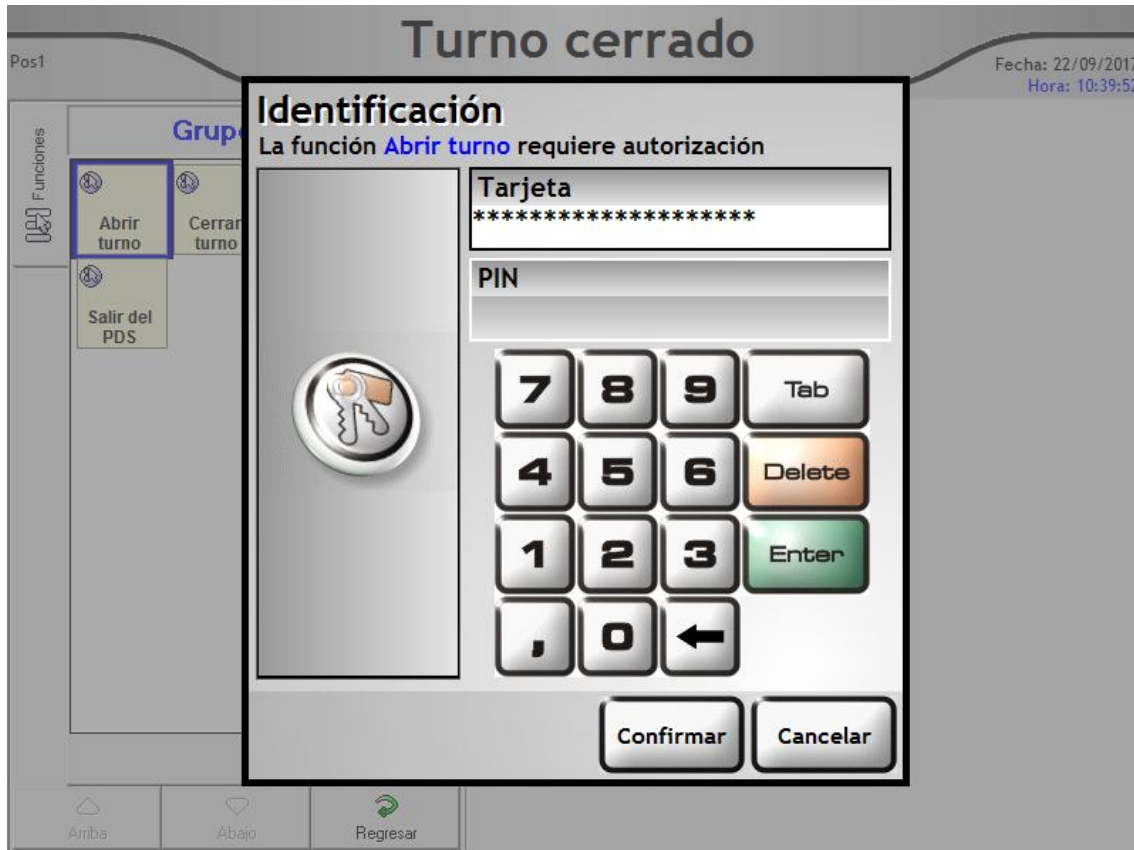 Turno cerrado
Pos1
Fecha: 22/09/2017
Hora: 10:39:52
Funciones
Grupo
Abrir turno
Cerrar turno
Salir del PDS
Identificación
La función Abrir turno requiere autorización
Tarjeta
********************
PIN
7 8 9 Tab
4 5 6 Delete
1 2 3 Enter
, 0
Confirmar Cancelar
Arriba Abajo Regresar